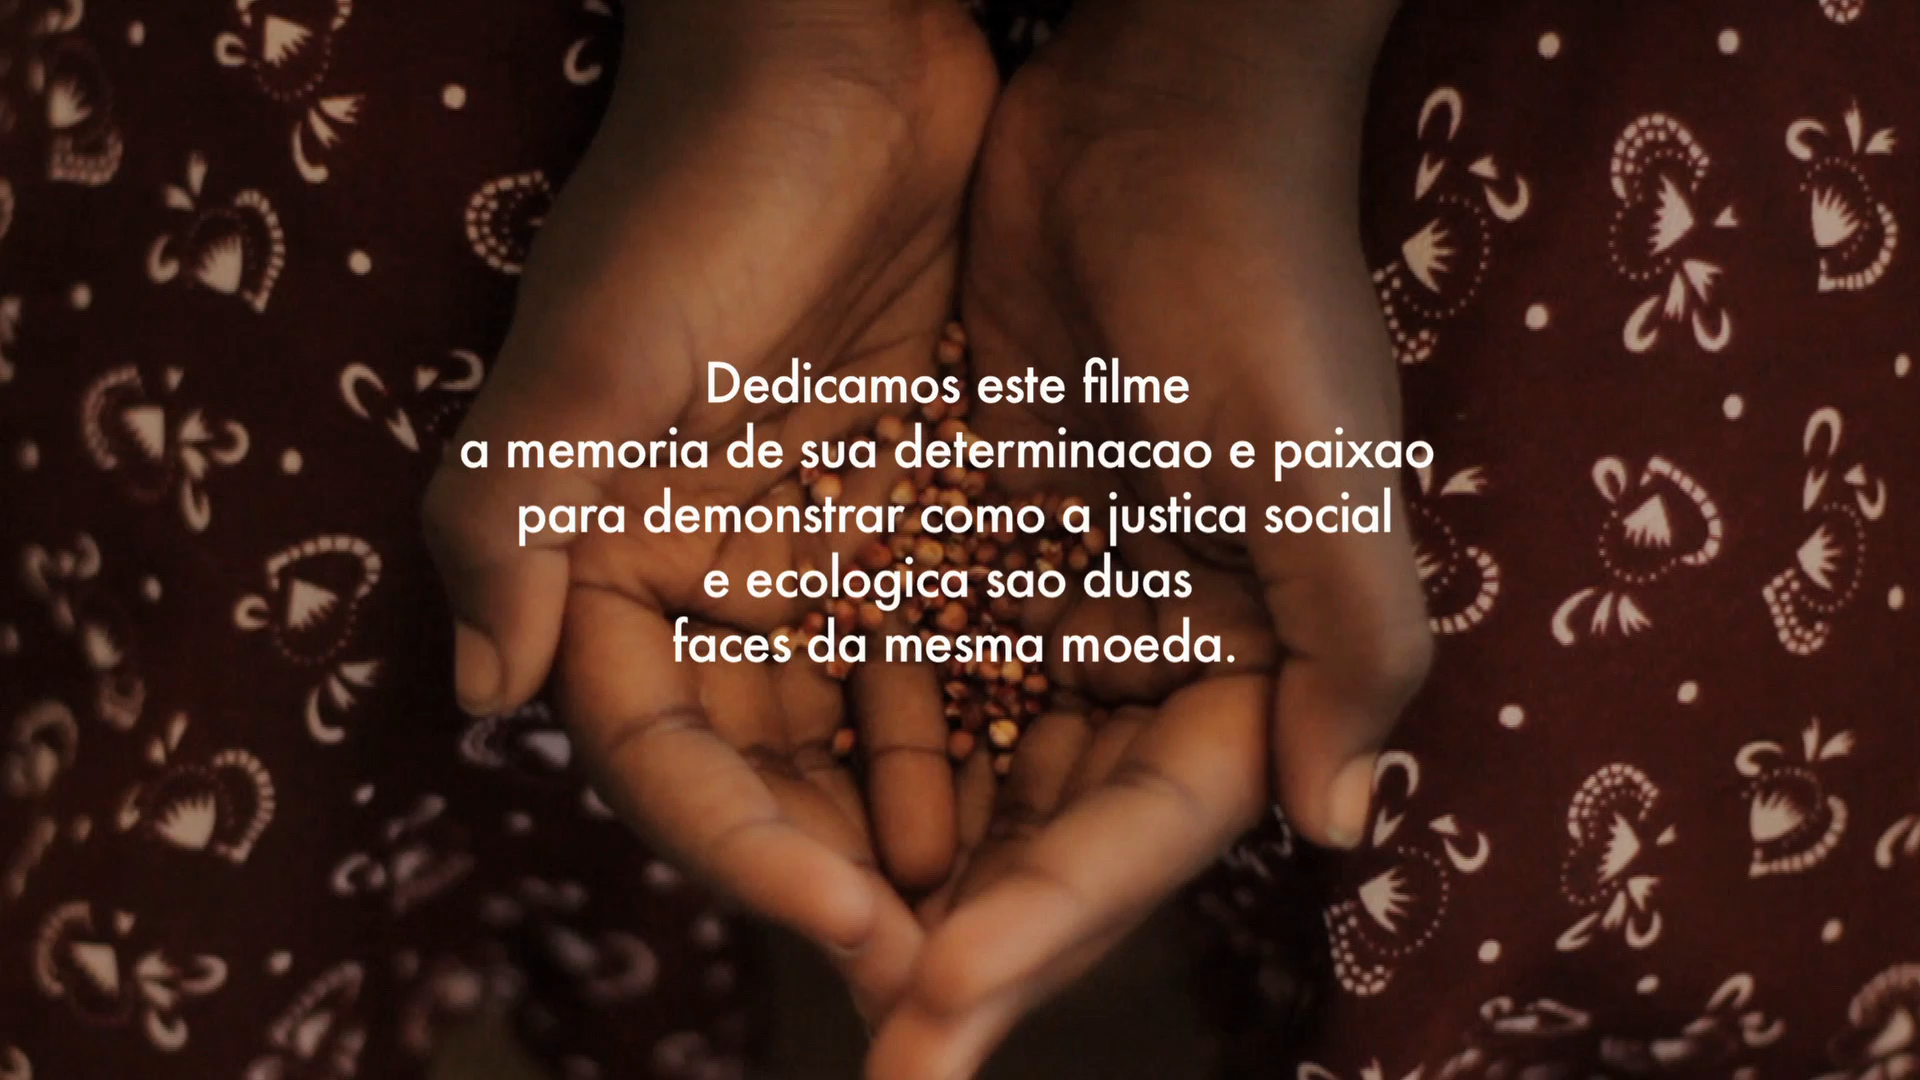 Dedicamos este filme
a memoria de sua determinacao e paixao
para demonstrar como a justica social
e ecologica sao duas
faces da mesma moeda.